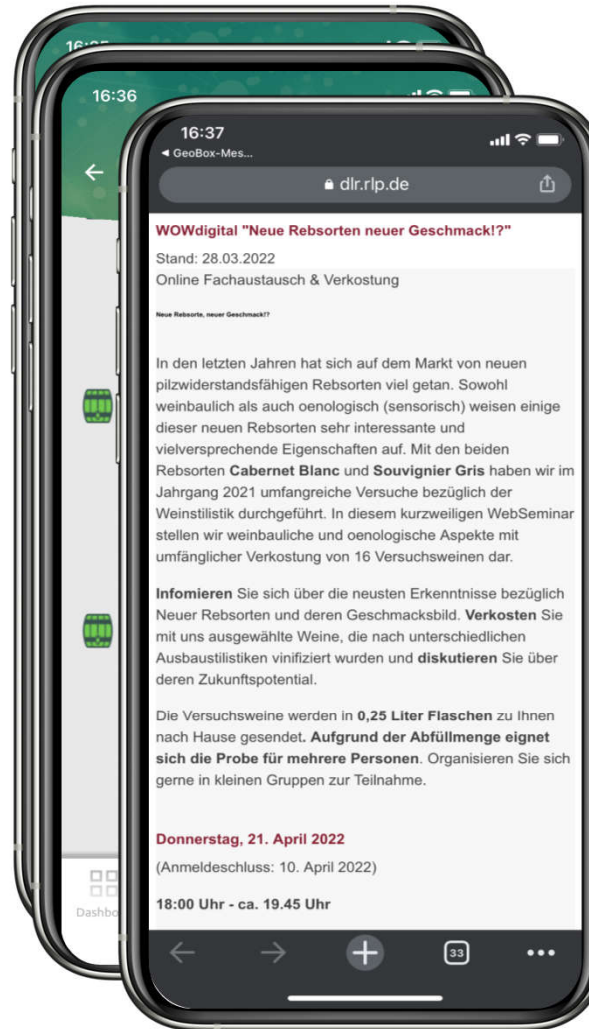 16:36
Dashbo
16:37
GeoBox-Mes...
dlr.rlp.de
WOWdigital "Neue Rebsorten neuer Geschmack!?"
Stand: 28.03.2022
Online Fachaustausch & Verkostung
Neue Rebsorte, neuer Geschmack!?
In den letzten Jahren hat sich auf dem Markt von neuen
pilzwiderstandsfähigen Rebsorten viel getan. Sowohl
weinbaulich als auch oenologisch (sensorisch) weisen einige
dieser neuen Rebsorten sehr interessante und
vielversprechende Eigenschaften auf. Mit den beiden
Rebsorten Cabernet Blanc und Souvignier Gris haben wir im
Jahrgang 2021 umfangreiche Versuche bezüglich der
Weinstilistik durchgeführt. In diesem kurzweiligen WebSeminar
stellen wir weinbauliche und oenologische Aspekte mit
umfänglicher Verkostung von 16 Versuchsweinen dar.
Infomieren Sie sich über die neusten Erkenntnisse bezüglich
Neuer Rebsorten und deren Geschmacksbild. Verkosten Sie
mit uns ausgewählte Weine, die nach unterschiedlichen
Ausbaustilistiken vinifiziert wurden und diskutieren Sie über
deren Zukunftspotential.
Die Versuchsweine werden in 0,25 Liter Flaschen zu Ihnen
nach Hause gesendet. Aufgrund der Abfüllmenge eignet
sich die Probe für mehrere Personen. Organisieren Sie sich
gerne in kleinen Gruppen zur Teilnahme.
Donnerstag, 21. April 2022
(Anmeldeschluss: 10. April 2022)
18:00 Uhr - ca. 19.45 Uhr
33